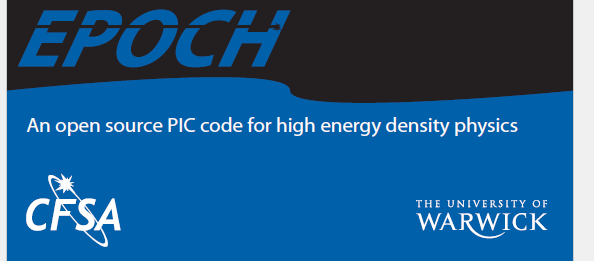 EPOCH
An open source PIC code for high energy density physics
CFSA
THE UNIVERSITY OF
WARWICK